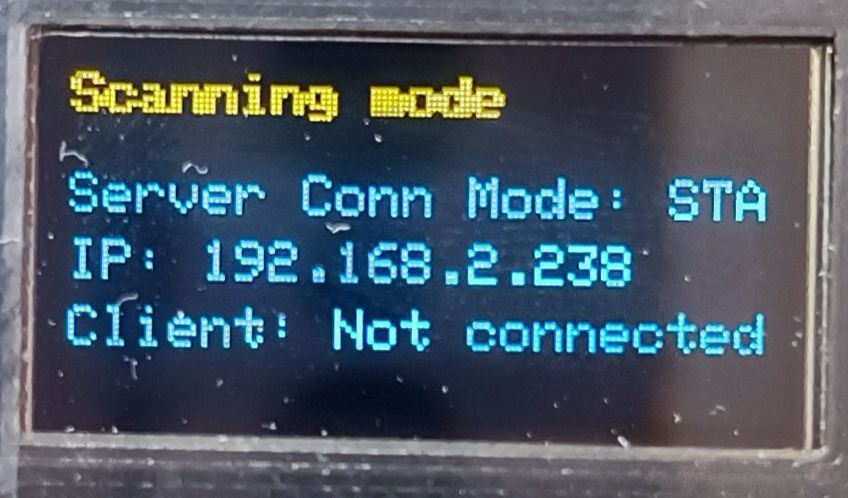 Scanning mode
Server Conn Mode: STA
IP: 192.168.2.238
Client: Not connected